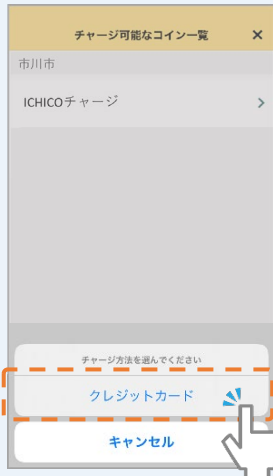 チャージ可能なコイン一覧 ×
市川市
ICHICOチャージ >
チャージ方法を選んでください
クレジットカード
キャンセル